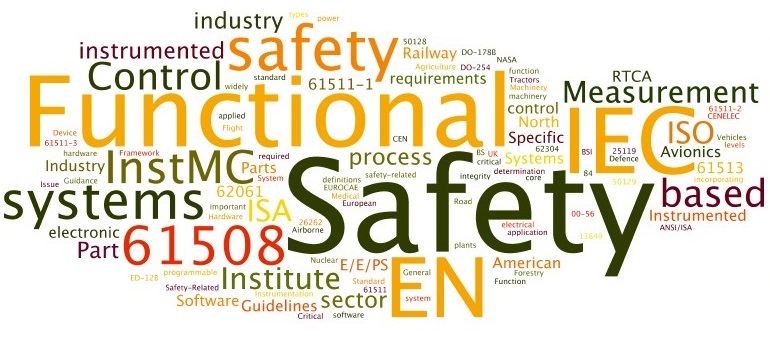 industry types power
instrumented safety 50128 Railway DO-178B NASA
Control standard Agriculture DO-254 function RTCA
widely 61511-1 requirements Tractors Measurement
Functional Machinery machinery
applied control 61511-2
Flight North CENELEC
Device 61511-3 CEN Specific IEC ISO Vehicles levels
hardware Framework required process BS UK 62304 BSI 25119 Defence Avionics
Industry InstMC Parts System safety-related critical Systems 61513
Guidance determination core 84 incorporating
Issue 62061 definitions EUROCAE integrity 50129
systems important ISA Medical European Safety based
Hardware 26262 Airborne Road 00-56 Instrumented
electronic electrical application ANSI/ISA
Part 61508 plants 13849
Nuclear E/E/PS General American
ED-128 programmable Institute Standard EN Forestry
Safety-Related Instrumentation 61511 Function
Software Guidelines sector system
Critical software